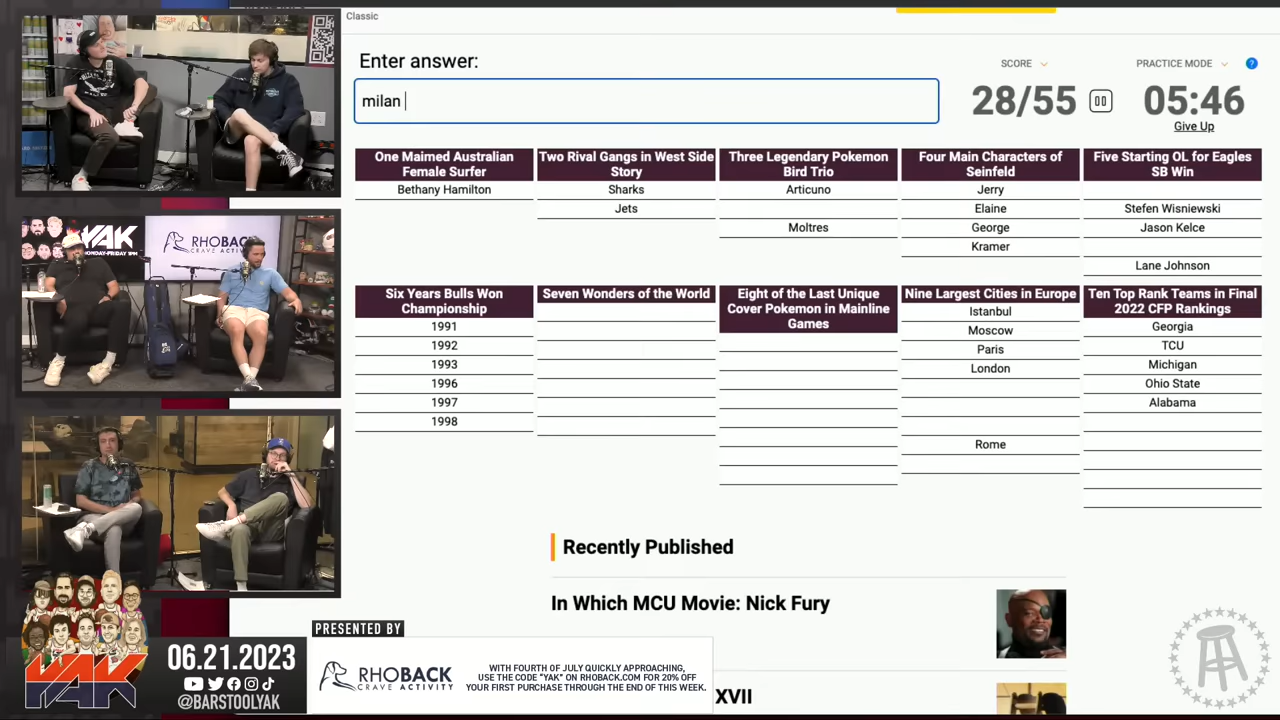 Classic
Enter answer:
milan
SCORE
PRACTICE MODE
?
28/55
05:46
Give Up
One Maimed Australian
Female Surfer
Bethany Hamilton
Two Rival Gangs in West Side
Story
Sharks
Jets
Three Legendary Pokemon
Bird Trio
Articuno
Moltres
Four Main Characters of
Seinfeld
Jerry
Elaine
George
Kramer
Five Starting OL for Eagles
SB Win
Stefen Wisniewski
Jason Kelce
Lane Johnson
Six Years Bulls Won
Championship
1991
1992
1993
1996
1997
1998
Seven Wonders of the World
Eight of the Last Unique
Cover Pokemon in Mainline
Games
Nine Largest Cities in Europe
Istanbul
Moscow
Paris
London
Rome
Ten Top Rank Teams in Final
2022 CFP Rankings
Georgia
TCU
Michigan
Ohio State
Alabama
Recently Published
In Which MCU Movie: Nick Fury
XVII
YAK
MONDAY-FRIDAY 1PM
RHOBACK
CRAVE ACTIV
YAK
06.21.2023
@BARSTOOLYAK
PRESENTED BY
RHOBACK
CRAVE ACTIVITY
WITH FOURTH OF JULY QUICKLY APPROACHING,
USE THE CODE "YAK" ON RHOBACK.COM FOR 20% OFF
YOUR FIRST PURCHASE THROUGH THE END OF THIS WEEK.